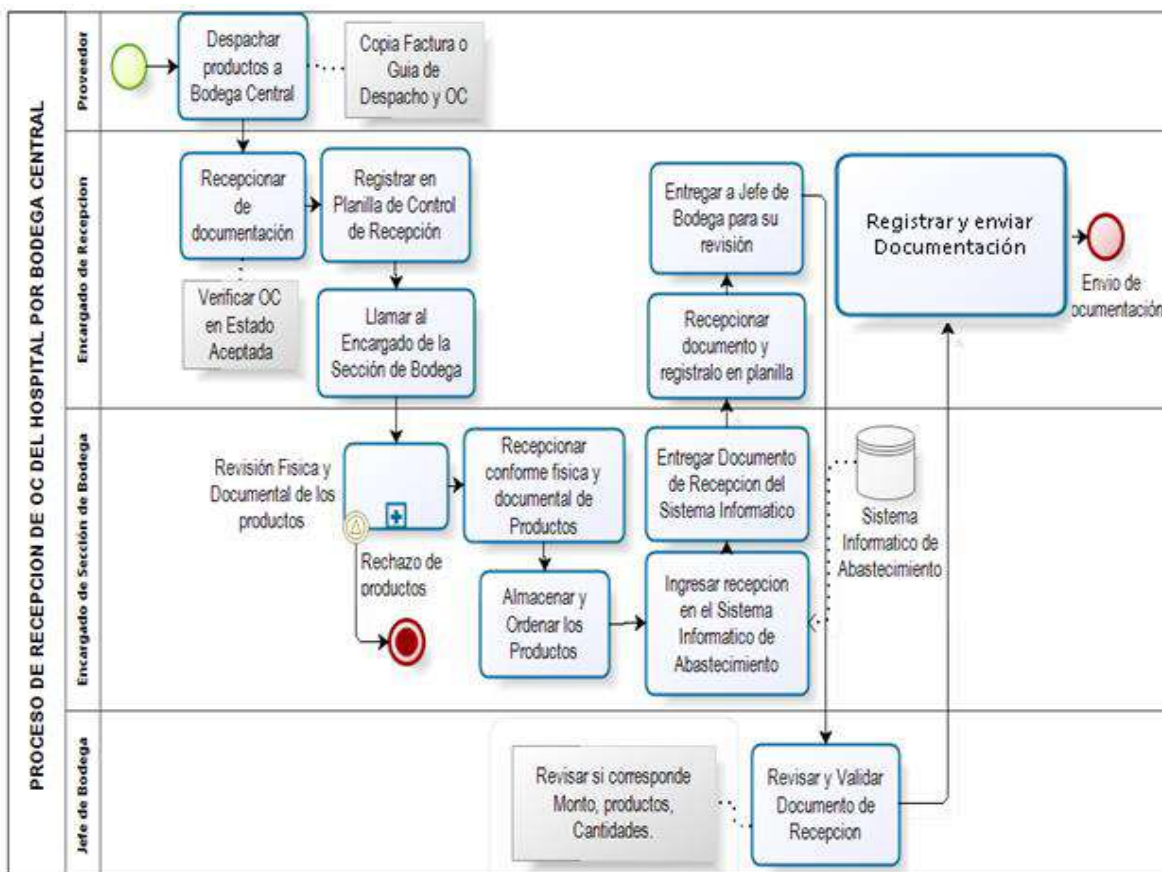 PROCESO DE RECEPCION DE OC DEL HOSPITAL POR BODEGA CENTRAL
Proveedor
Despachar
productos a
Bodega Central
Copia Factura o
Guia de
Despacho y OC
Encargado de Recepcion
Recepcionar
de
documentación
Registrar en
Planilla de Control
de Recepción
Verificar OC
en Estado
Aceptada
Llamar al
Encargado de la
Sección de Bodega
Entregar a Jefe de
Bodega para su
revisión
Recepcionar
documento y
registralo en planilla
Registrar y enviar
Documentación
Envio de
ocumentación
Encargado de Sección de Bodega
Revisión Fisica y
Documental de los
productos
Rechazo de
productos
Recepcionar
conforme fisica y
documental de
Productos
Almacenar y
Ordenar los
Productos
Entregar Documento
de Recepcion del
Sistema Informatico
Ingresar recepcion
en el Sistema
Informatico de
Abastecimiento
Sistema
Informatico de
Abastecimiento
Jefe de Bodega
Revisar si corresponde
Monto, productos,
Cantidades.
Revisar y Validar
Documento de
Recepcion